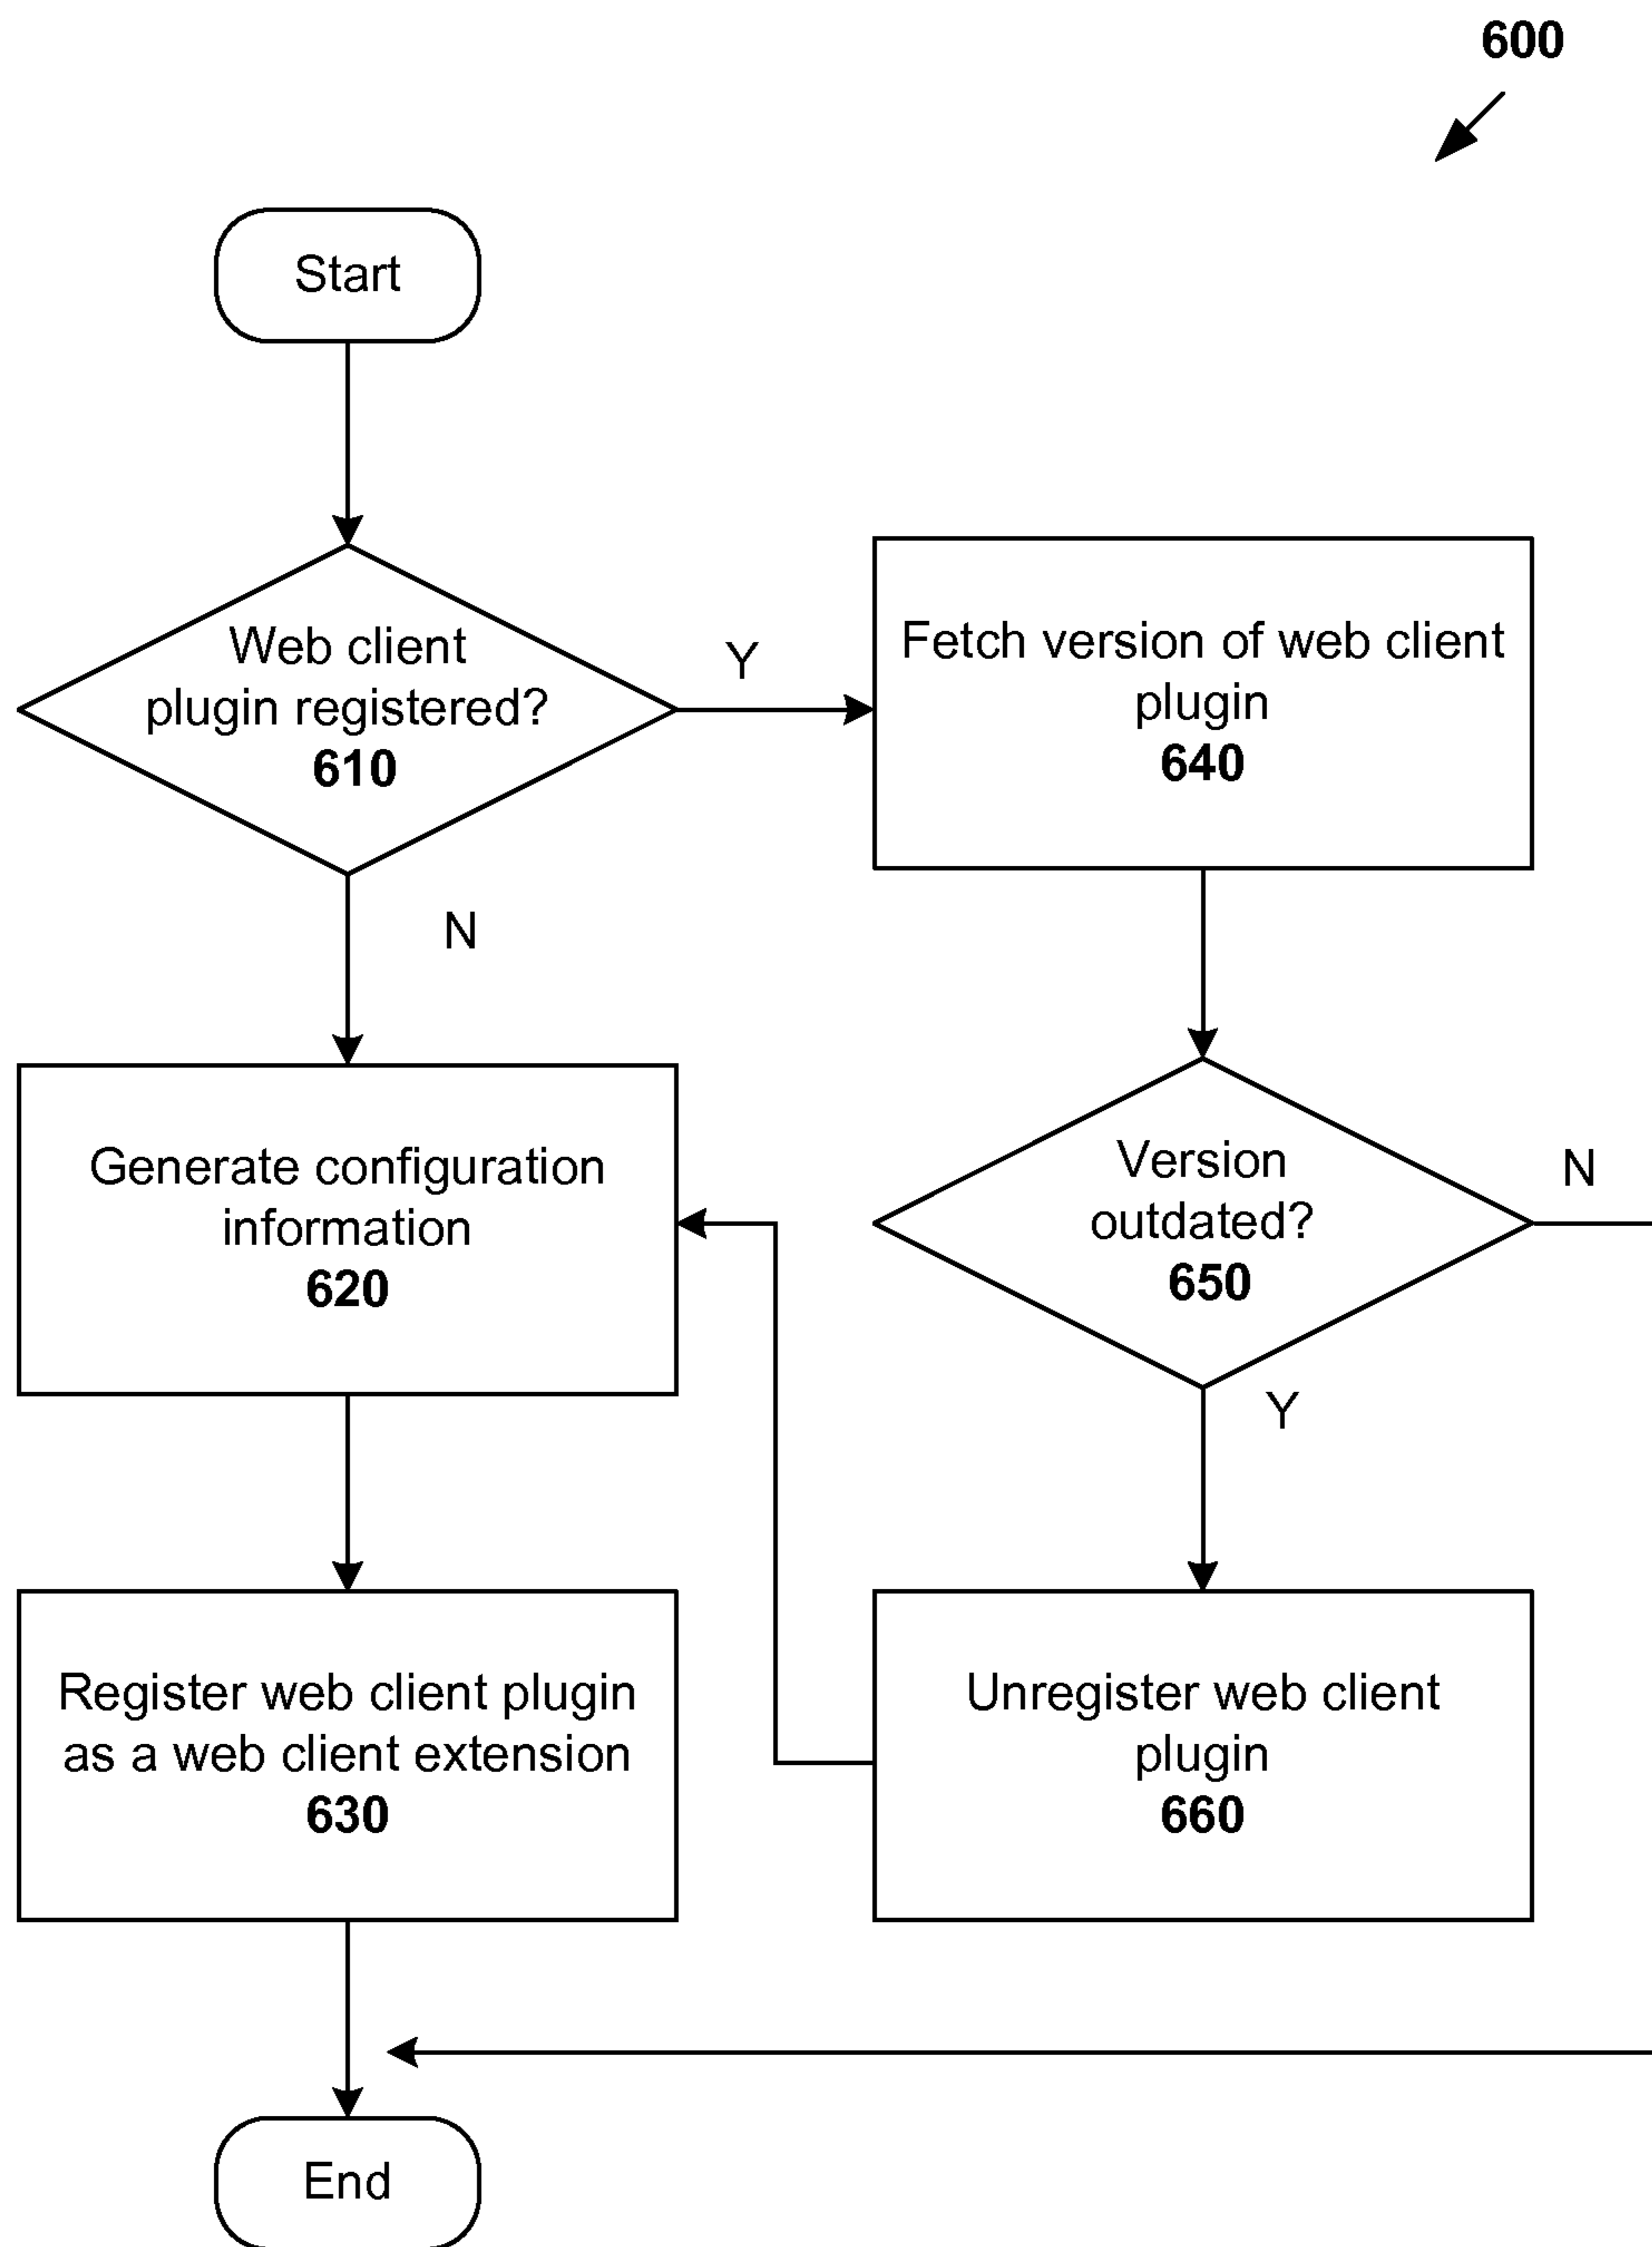 600
Start
Web client
plugin registered?
610
Y
Fetch version of web client
plugin
640
N
Generate configuration
information
620
Version
outdated?
650
N
Y
Register web client plugin
as a web client extension
630
Unregister web client
plugin
660
End